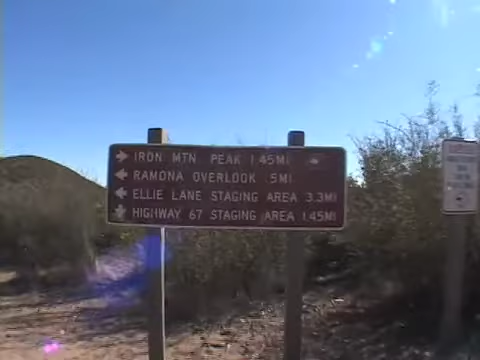 IRON MTN. PEAK 1.45MI
RAMONA OVERLOOK .5MI
ELLIE LANE STAGING AREA 3.3MI
HIGHWAY 67 STAGING AREA 1.45MI